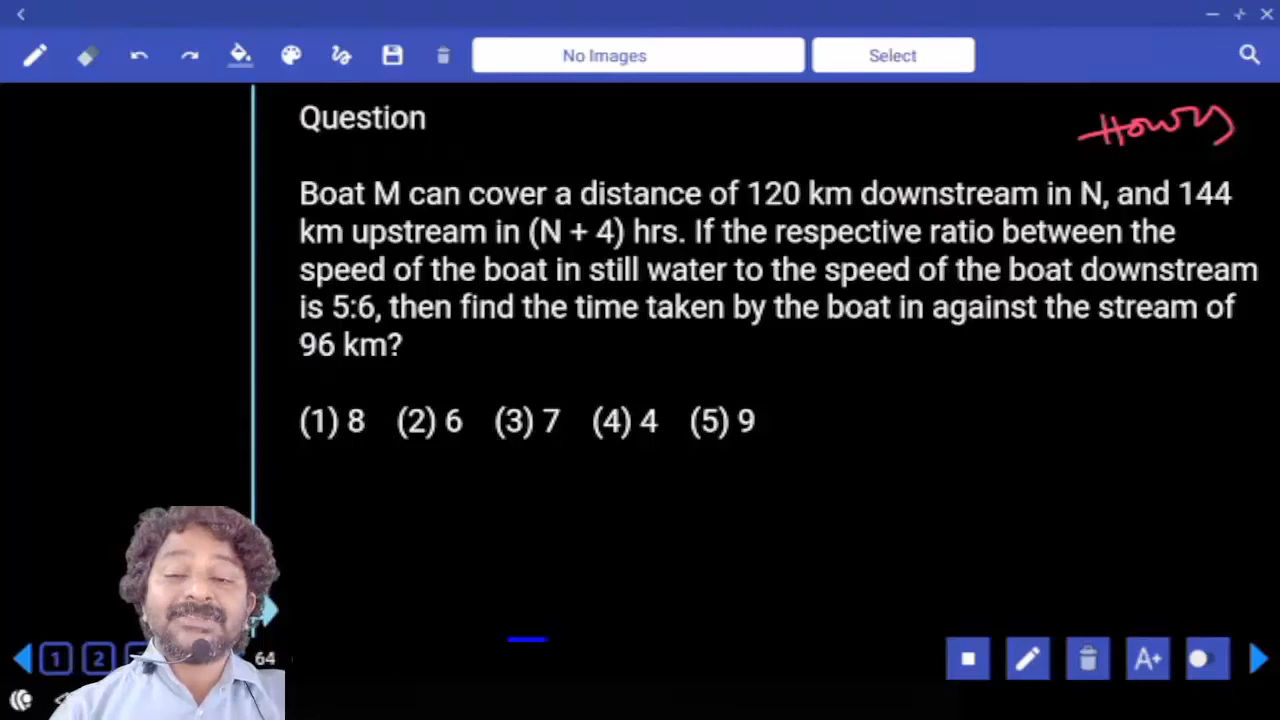 No Images
Select
Question
Boat M can cover a distance of 120 km downstream in N, and 144
km upstream in (N + 4) hrs. If the respective ratio between the
speed of the boat in still water to the speed of the boat downstream
is 5:6, then find the time taken by the boat in against the stream of
96 km?
(1) 8 (2) 6 (3) 7 (4) 4 (5) 9
1 2 64
A+